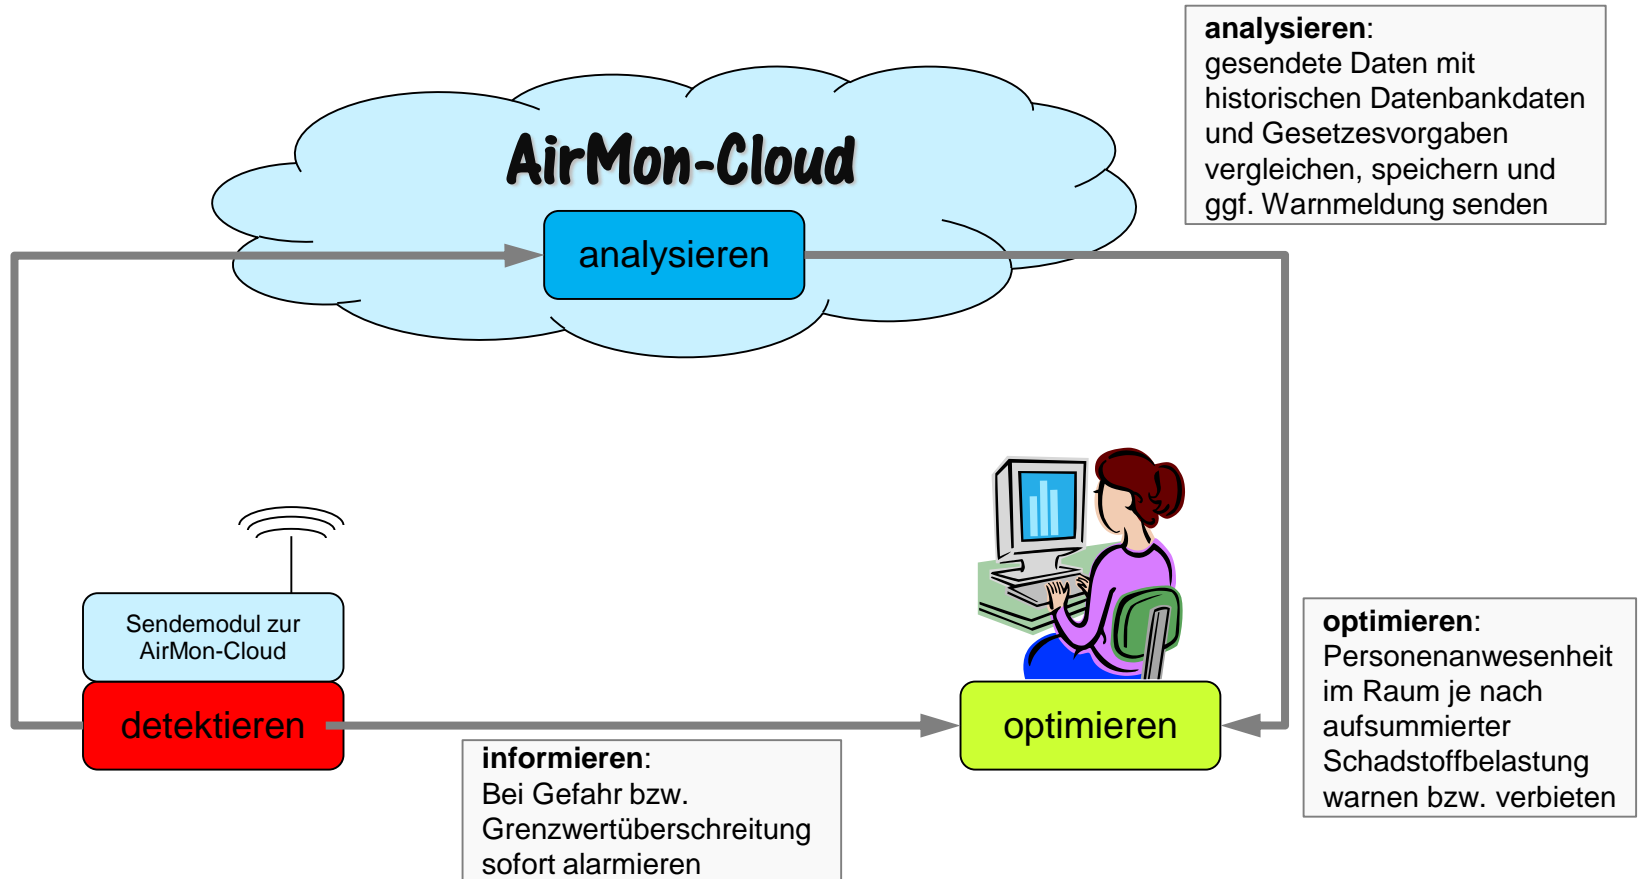 analysieren:
gesendete Daten mit
historischen Datenbankdaten
und Gesetzesvorgaben
vergleichen, speichern und
ggf. Warnmeldung senden
AirMon-Cloud
analysieren
Sendemodul zur
AirMon-Cloud
detektieren
informieren:
Bei Gefahr bzw.
Grenzwertüberschreitung
sofort alarmieren
optimieren
optimieren:
Personenanwesenheit
im Raum je nach
aufsummierter
Schadstoffbelastung
warnen bzw. verbieten